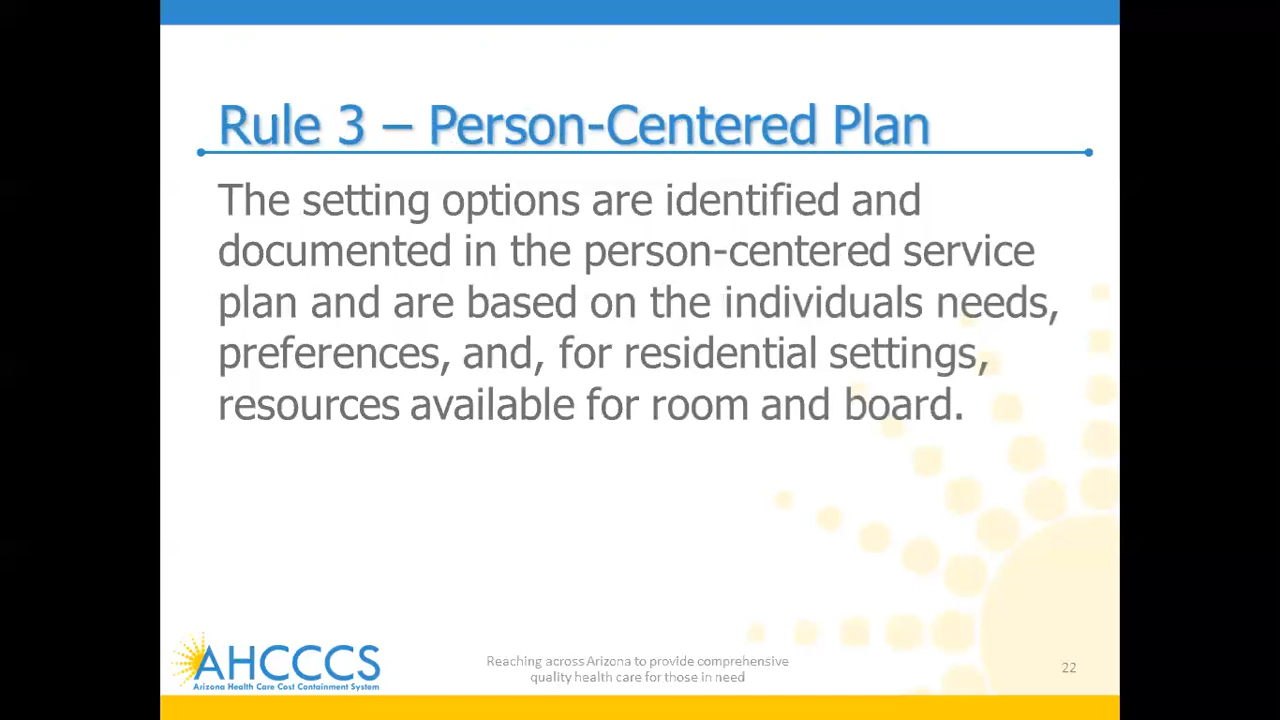 Rule 3 – Person-Centered Plan
The setting options are identified and
documented in the person-centered service
plan and are based on the individuals needs,
preferences, and, for residential settings,
resources available for room and board.
AHCCCS
Arizona Health Care Cost Containment System
Reaching across Arizona to provide comprehensive
quality health care for those in need
22